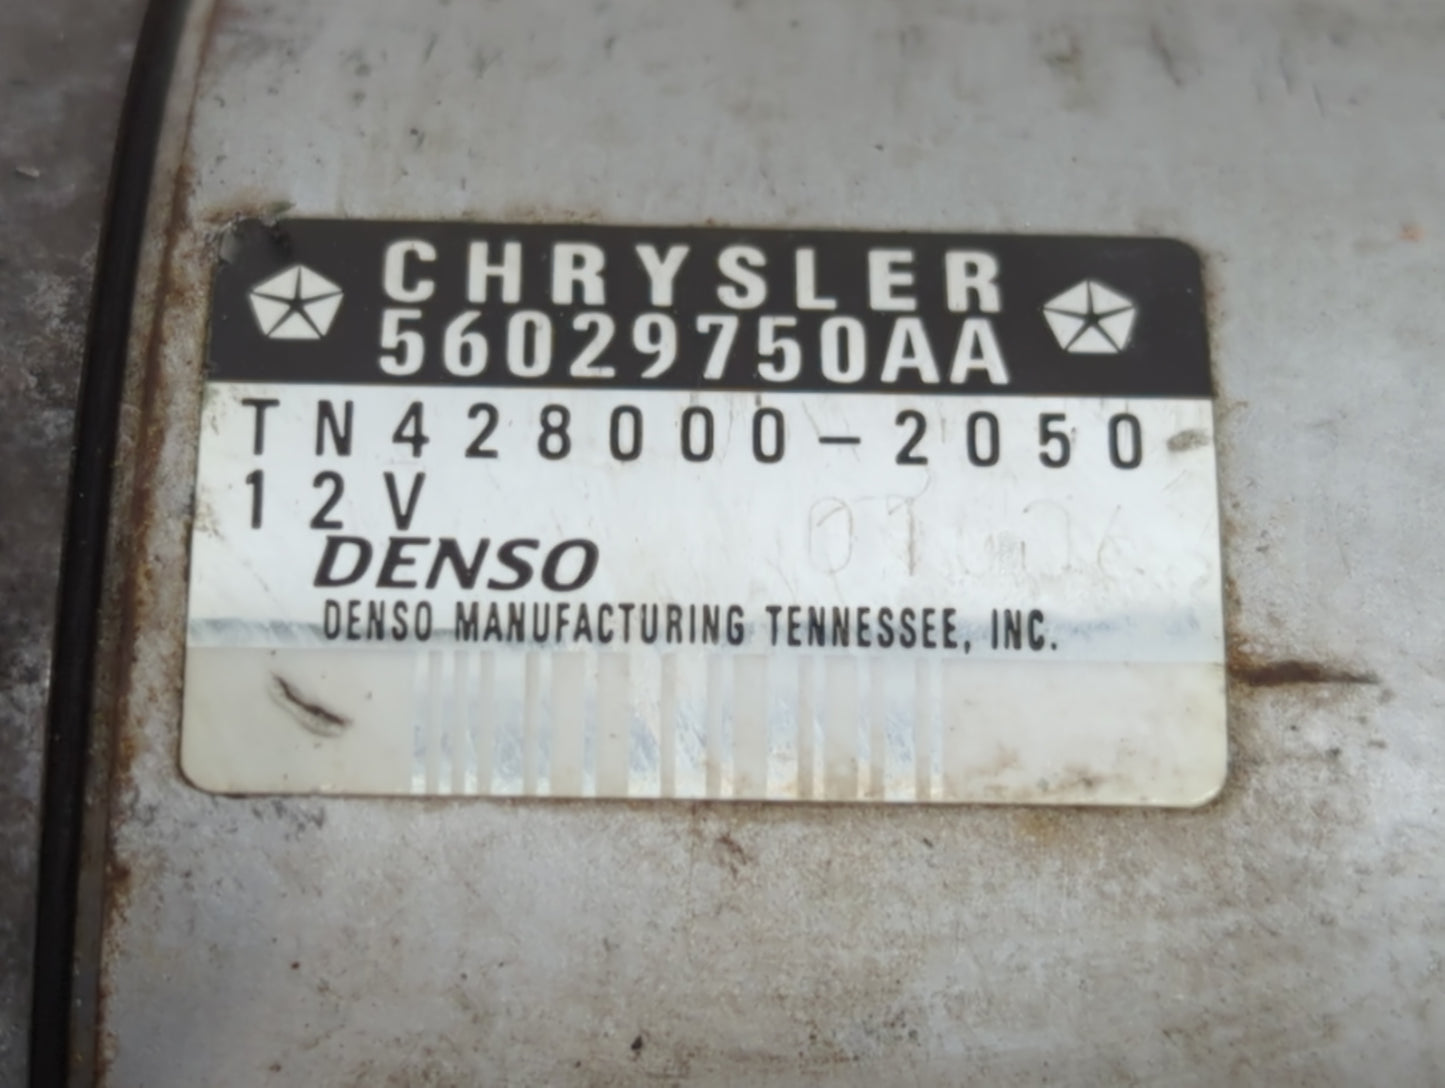 CHRYSLER
56029750AA
TN428000-2050
12V
DENSO
DENSO MANUFACTURING TENNESSEE, INC.